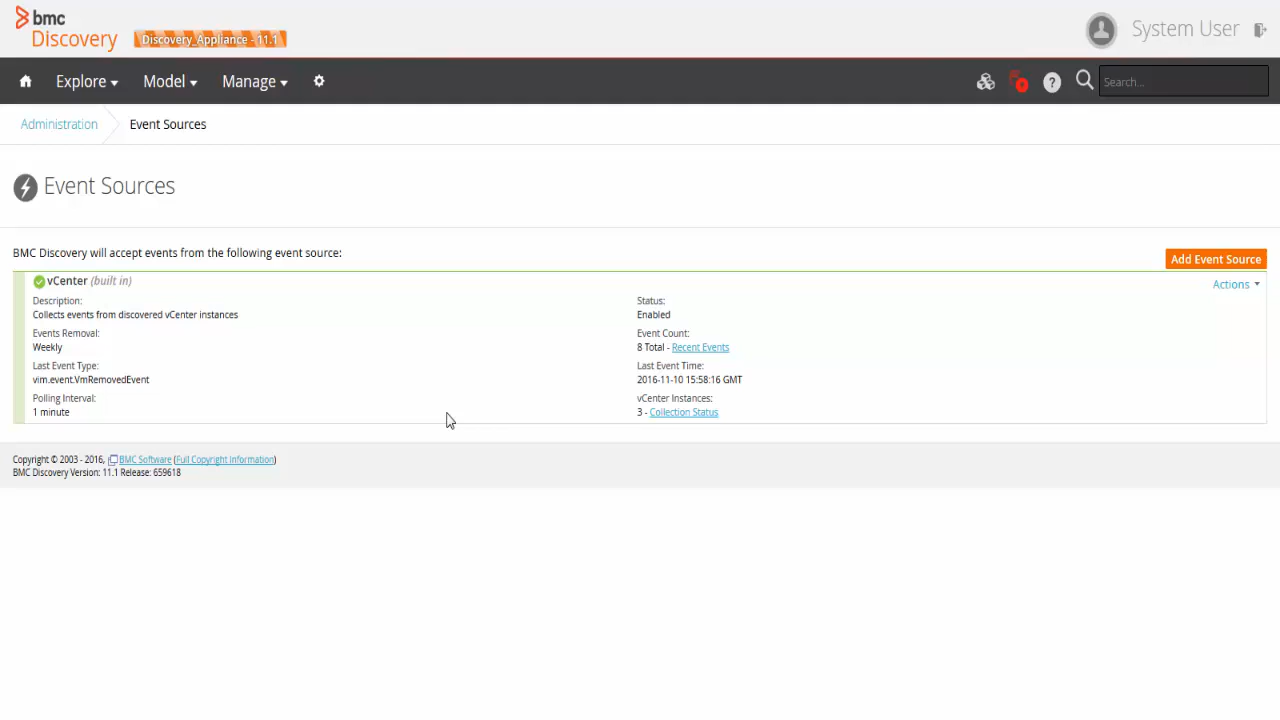 bmc
Discovery
Discovery_Appliance - 11.1
System User
Explore
Model
Manage
?
Search...
Administration
Event Sources
Event Sources
BMC Discovery will accept events from the following event source:
Add Event Source
vCenter (built in)
Actions
Description:
Collects events from discovered vCenter instances
Status:
Enabled
Events Removal:
Weekly
Event Count:
8 Total - Recent Events
Last Event Type:
vim.event.VmRemovedEvent
Last Event Time:
2016-11-10 15:58:16 GMT
Polling Interval:
1 minute
vCenter Instances:
3 - Collection Status
Copyright © 2003 - 2016, BMC Software (Full Copyright Information)
BMC Discovery Version: 11.1 Release: 659618